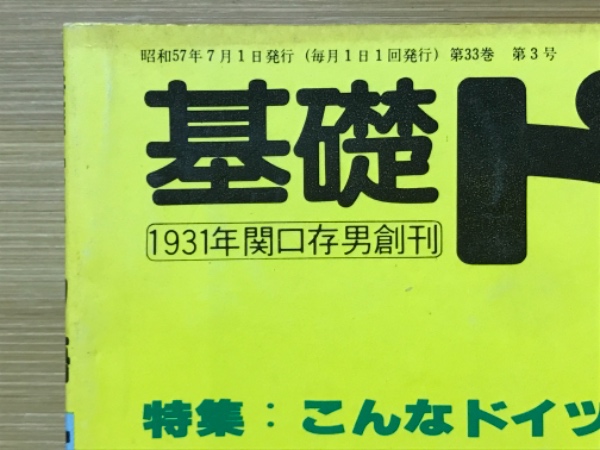 昭和57年7月1日発行（毎月1日1回発行）第33巻 第3号
基礎ド
1931年関口存男創刊
特集：こんなドイツ